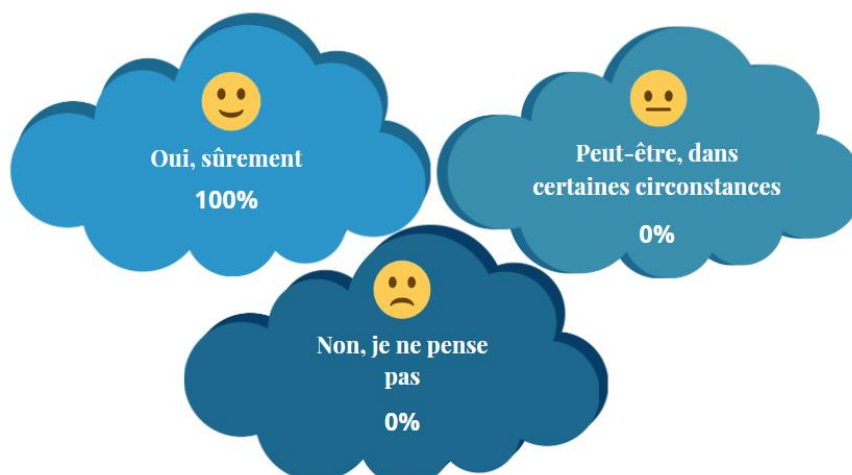 Oui, sûrement
100%
Peut-être, dans
certaines circonstances
0%
Non, je ne pense
pas
0%